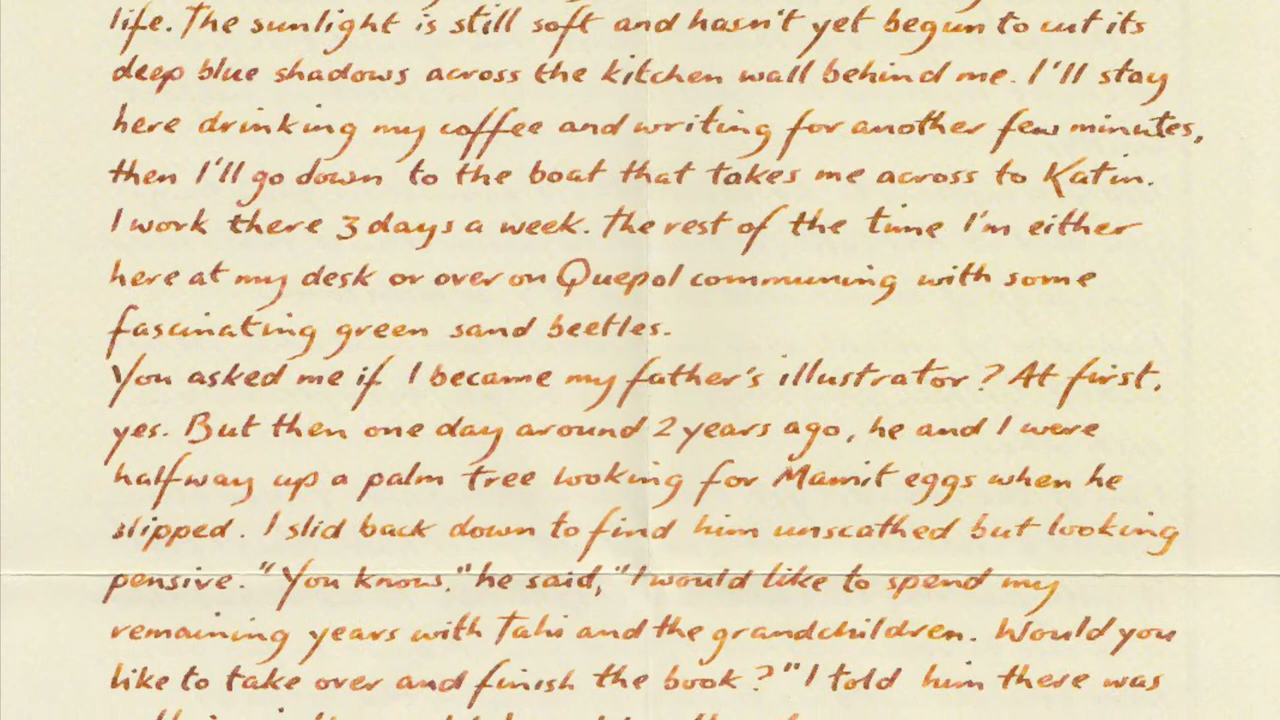 life. The sunlight is still soft and hasn't yet begun to cut its
deep blue shadows across the kitchen wall behind me. I'll stay
here drinking my coffee and writing for another few minutes,
then I'll go down to the boat that takes me across to Katin.
I work there 3 days a week. The rest of the time I'm either
here at my desk or over on Quepol communing with some
fascinating green sand beetles.
You asked me if I became my father's illustrator? At first,
yes. But then one day around 2 years ago, he and I were
halfway up a palm tree looking for Mamit eggs when he
slipped. I slid back down to find him unscathed but looking
pensive. "You know," he said, "I would like to spend my
remaining years with Tahi and the grandchildren. Would you
like to take over and finish the book?" I told him there was